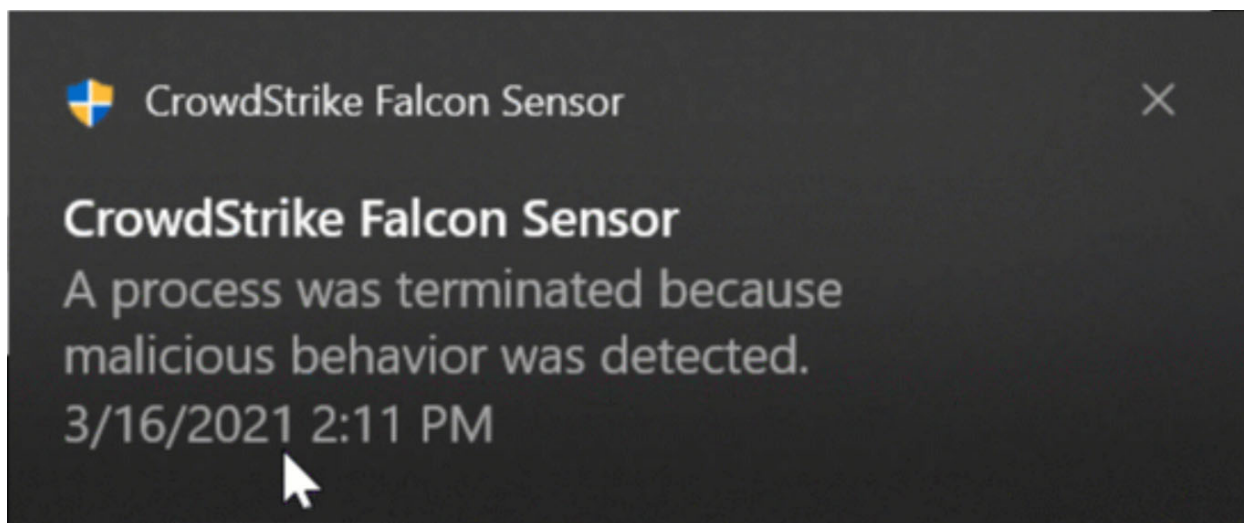 CrowdStrike Falcon Sensor
CrowdStrike Falcon Sensor
A process was terminated because
malicious behavior was detected.
3/16/2021 2:11 PM